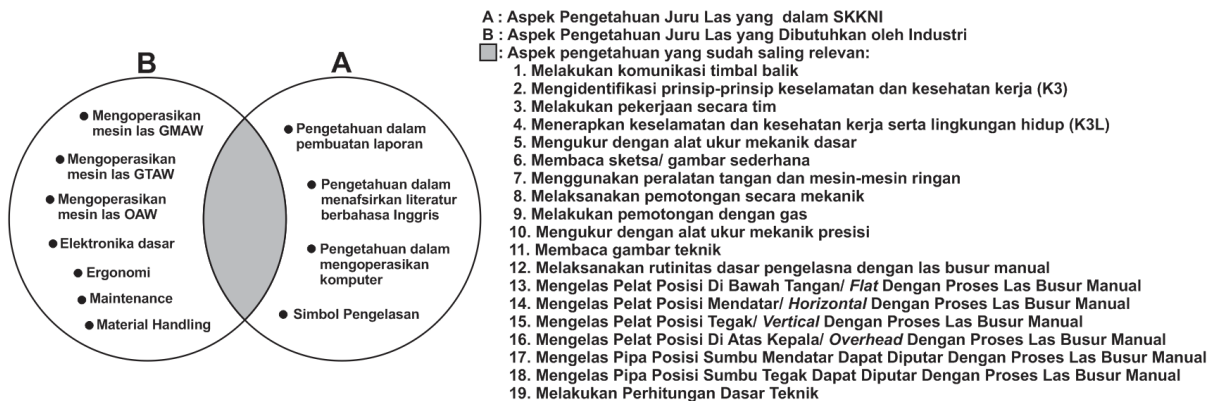 B
A
● Mengoperasikan
mesin las GMAW
● Mengoperasikan
mesin las GTAW
● Mengoperasikan
mesin las OAW
● Elektronika dasar
● Ergonomi
● Maintenance
● Material Handling
● Pengetahuan dalam
pembuatan laporan
● Pengetahuan dalam
menafsirkan literatur
berbahasa Inggris
● Pengetahuan dalam
mengoperasikan
komputer
● Simbol Pengelasan
A : Aspek Pengetahuan Juru Las yang dalam SKKNI
B : Aspek Pengetahuan Juru Las yang Dibutuhkan oleh Industri
: Aspek pengetahuan yang sudah saling relevan:
1. Melakukan komunikasi timbal balik
2. Mengidentifikasi prinsip-prinsip keselamatan dan kesehatan kerja (K3)
3. Melakukan pekerjaan secara tim
4. Menerapkan keselamatan dan kesehatan kerja serta lingkungan hidup (K3L)
5. Mengukur dengan alat ukur mekanik dasar
6. Membaca sketsa/ gambar sederhana
7. Menggunakan peralatan tangan dan mesin-mesin ringan
8. Melaksanakan pemotongan secara mekanik
9. Melakukan pemotongan dengan gas
10. Mengukur dengan alat ukur mekanik presisi
11. Membaca gambar teknik
12. Melaksanakan rutinitas dasar pengelasna dengan las busur manual
13. Mengelas Pelat Posisi Di Bawah Tangan/ Flat Dengan Proses Las Busur Manual
14. Mengelas Pelat Posisi Mendatar/ Horizontal Dengan Proses Las Busur Manual
15. Mengelas Pelat Posisi Tegak/ Vertical Dengan Proses Las Busur Manual
16. Mengelas Pelat Posisi Di Atas Kepala/ Overhead Dengan Proses Las Busur Manual
17. Mengelas Pipa Posisi Sumbu Mendatar Dapat Diputar Dengan Proses Las Busur Manual
18. Mengelas Pipa Posisi Sumbu Tegak Dapat Diputar Dengan Proses Las Busur Manual
19. Melakukan Perhitungan Dasar Teknik